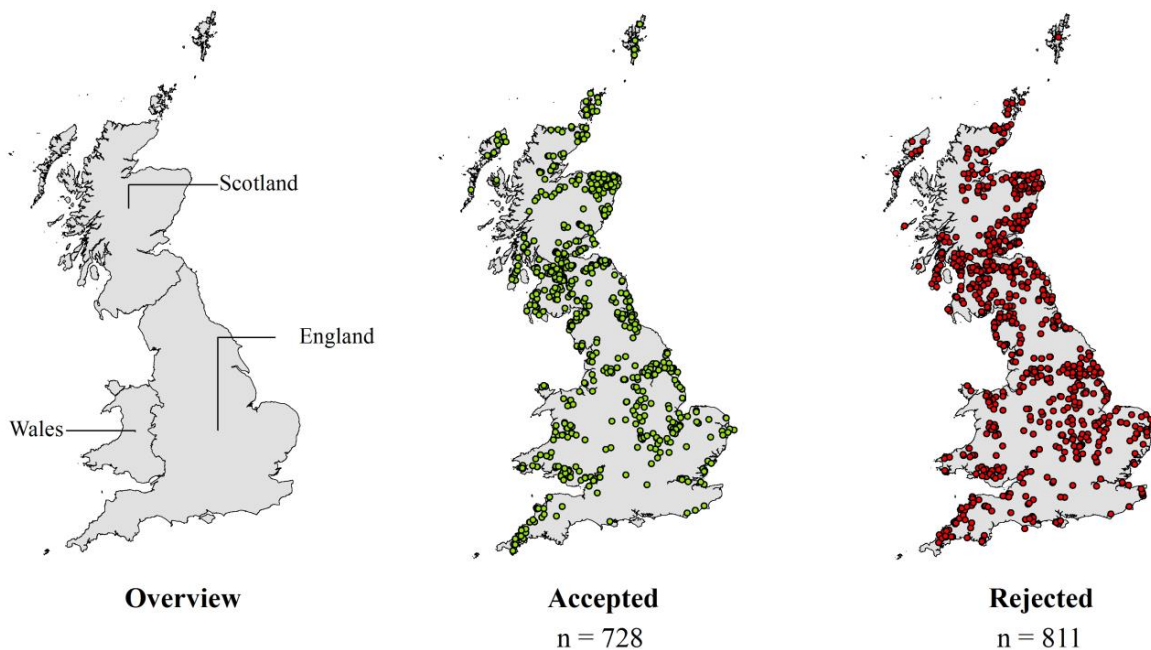 Scotland
England
Wales
Overview
Accepted
n = 728
Rejected
n = 811